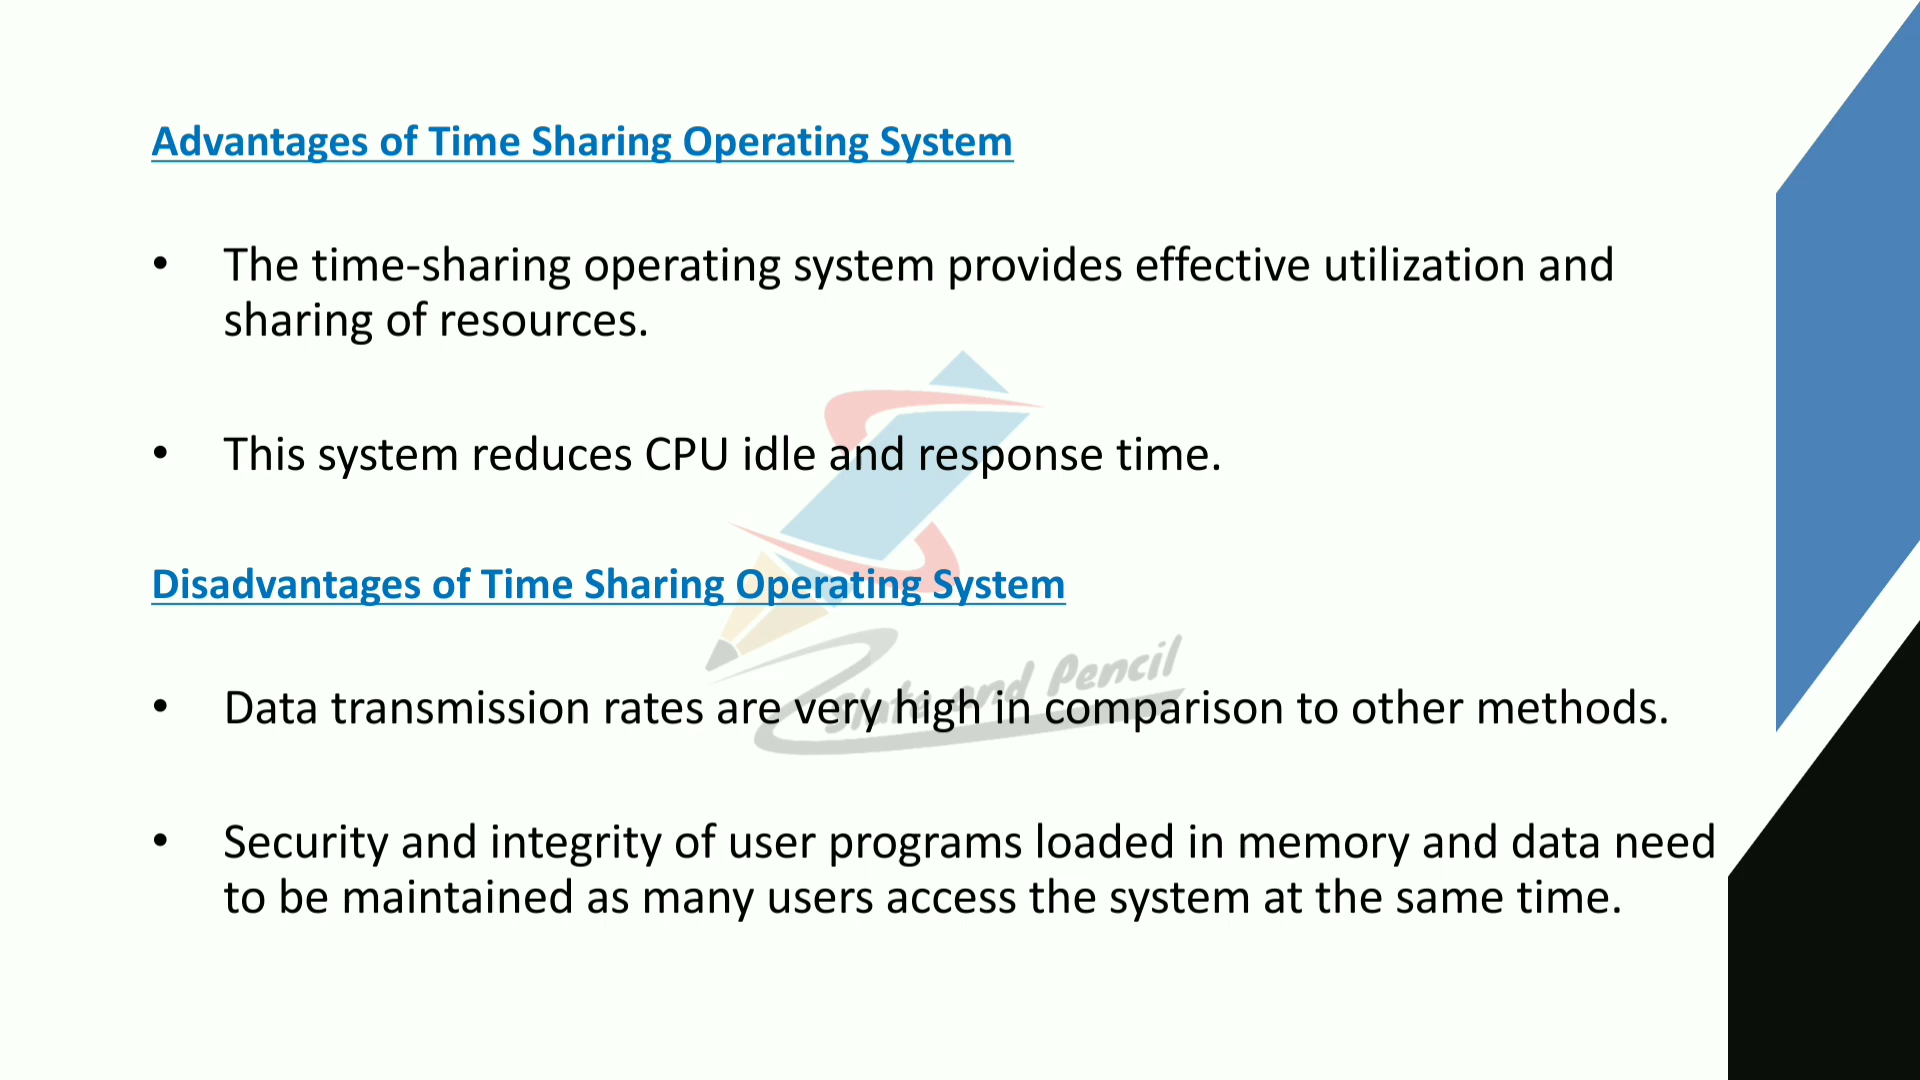 Advantages of Time Sharing Operating System
• The time-sharing operating system provides effective utilization and
sharing of resources.
• This system reduces CPU idle and response time.
Disadvantages of Time Sharing Operating System
Slate and Pencil
• Data transmission rates are very high in comparison to other methods.
• Security and integrity of user programs loaded in memory and data need
to be maintained as many users access the system at the same time.